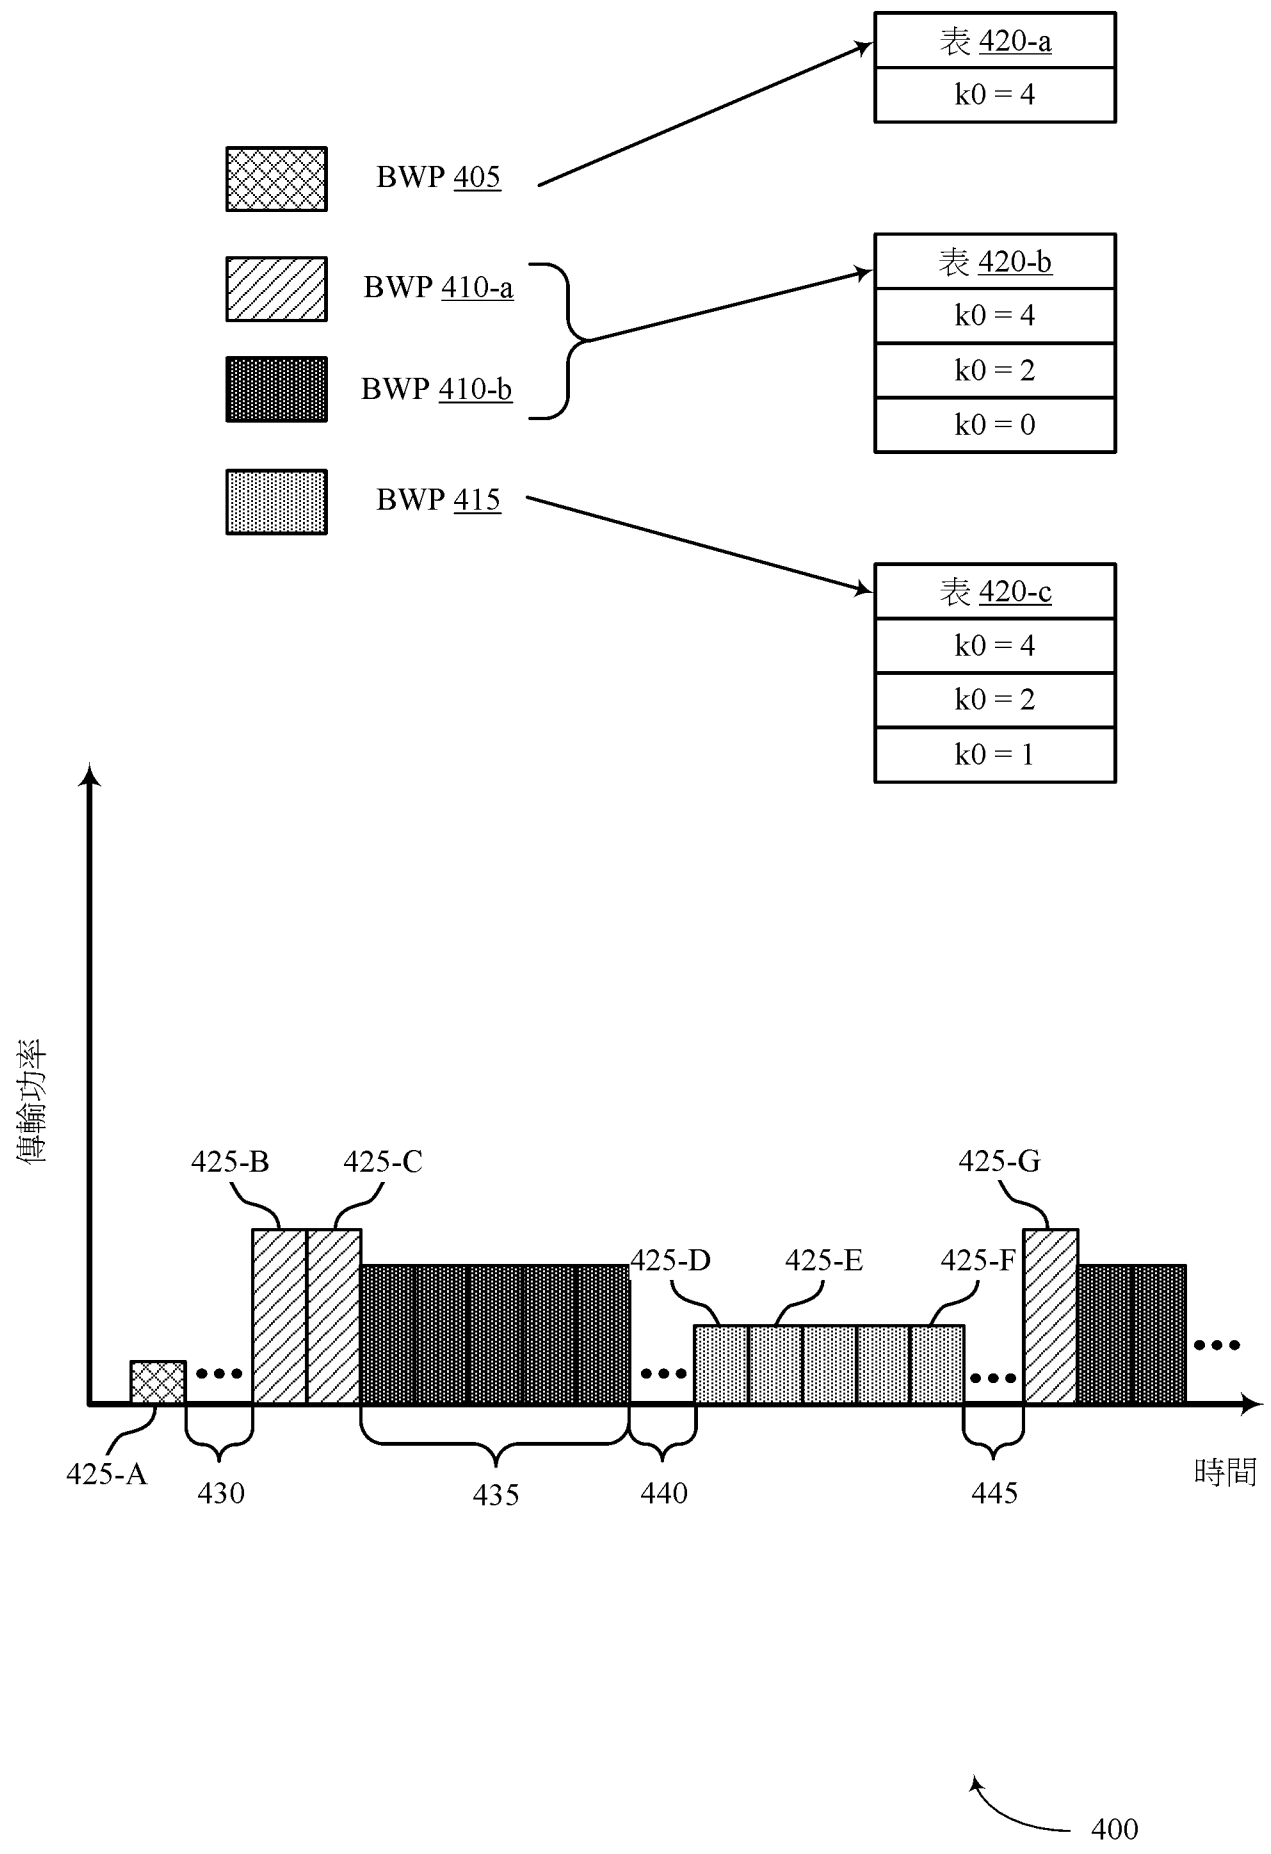 表 420-a
k0 = 4
BWP 405
表 420-b
BWP 410-a
k0 = 4
k0 = 2
BWP 410-b
k0 = 0
BWP 415
表 420-c
k0 = 4
k0 = 2
k0 = 1
傳輸功率
425-B
425-C
425-G
425-D
425-E
425-F
425-A
430
435
440
445
時間
400